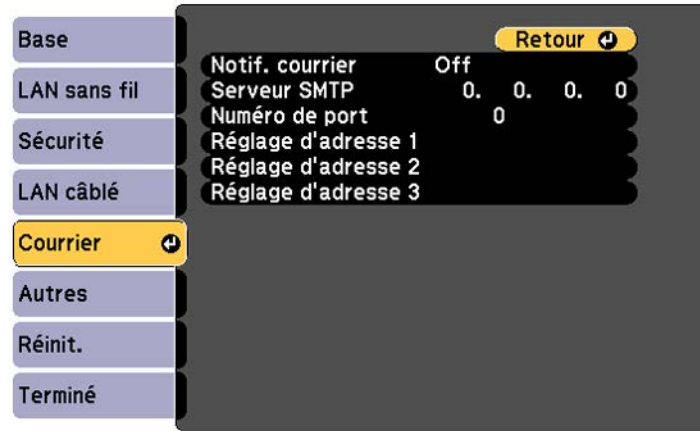 Base
LAN sans fil
Sécurité
LAN câblé
Courrier
Autres
Réinit.
Terminé
Retour
Notif. courrier Off
Serveur SMTP 0. 0. 0. 0
Numéro de port 0
Réglage d'adresse 1
Réglage d'adresse 2
Réglage d'adresse 3